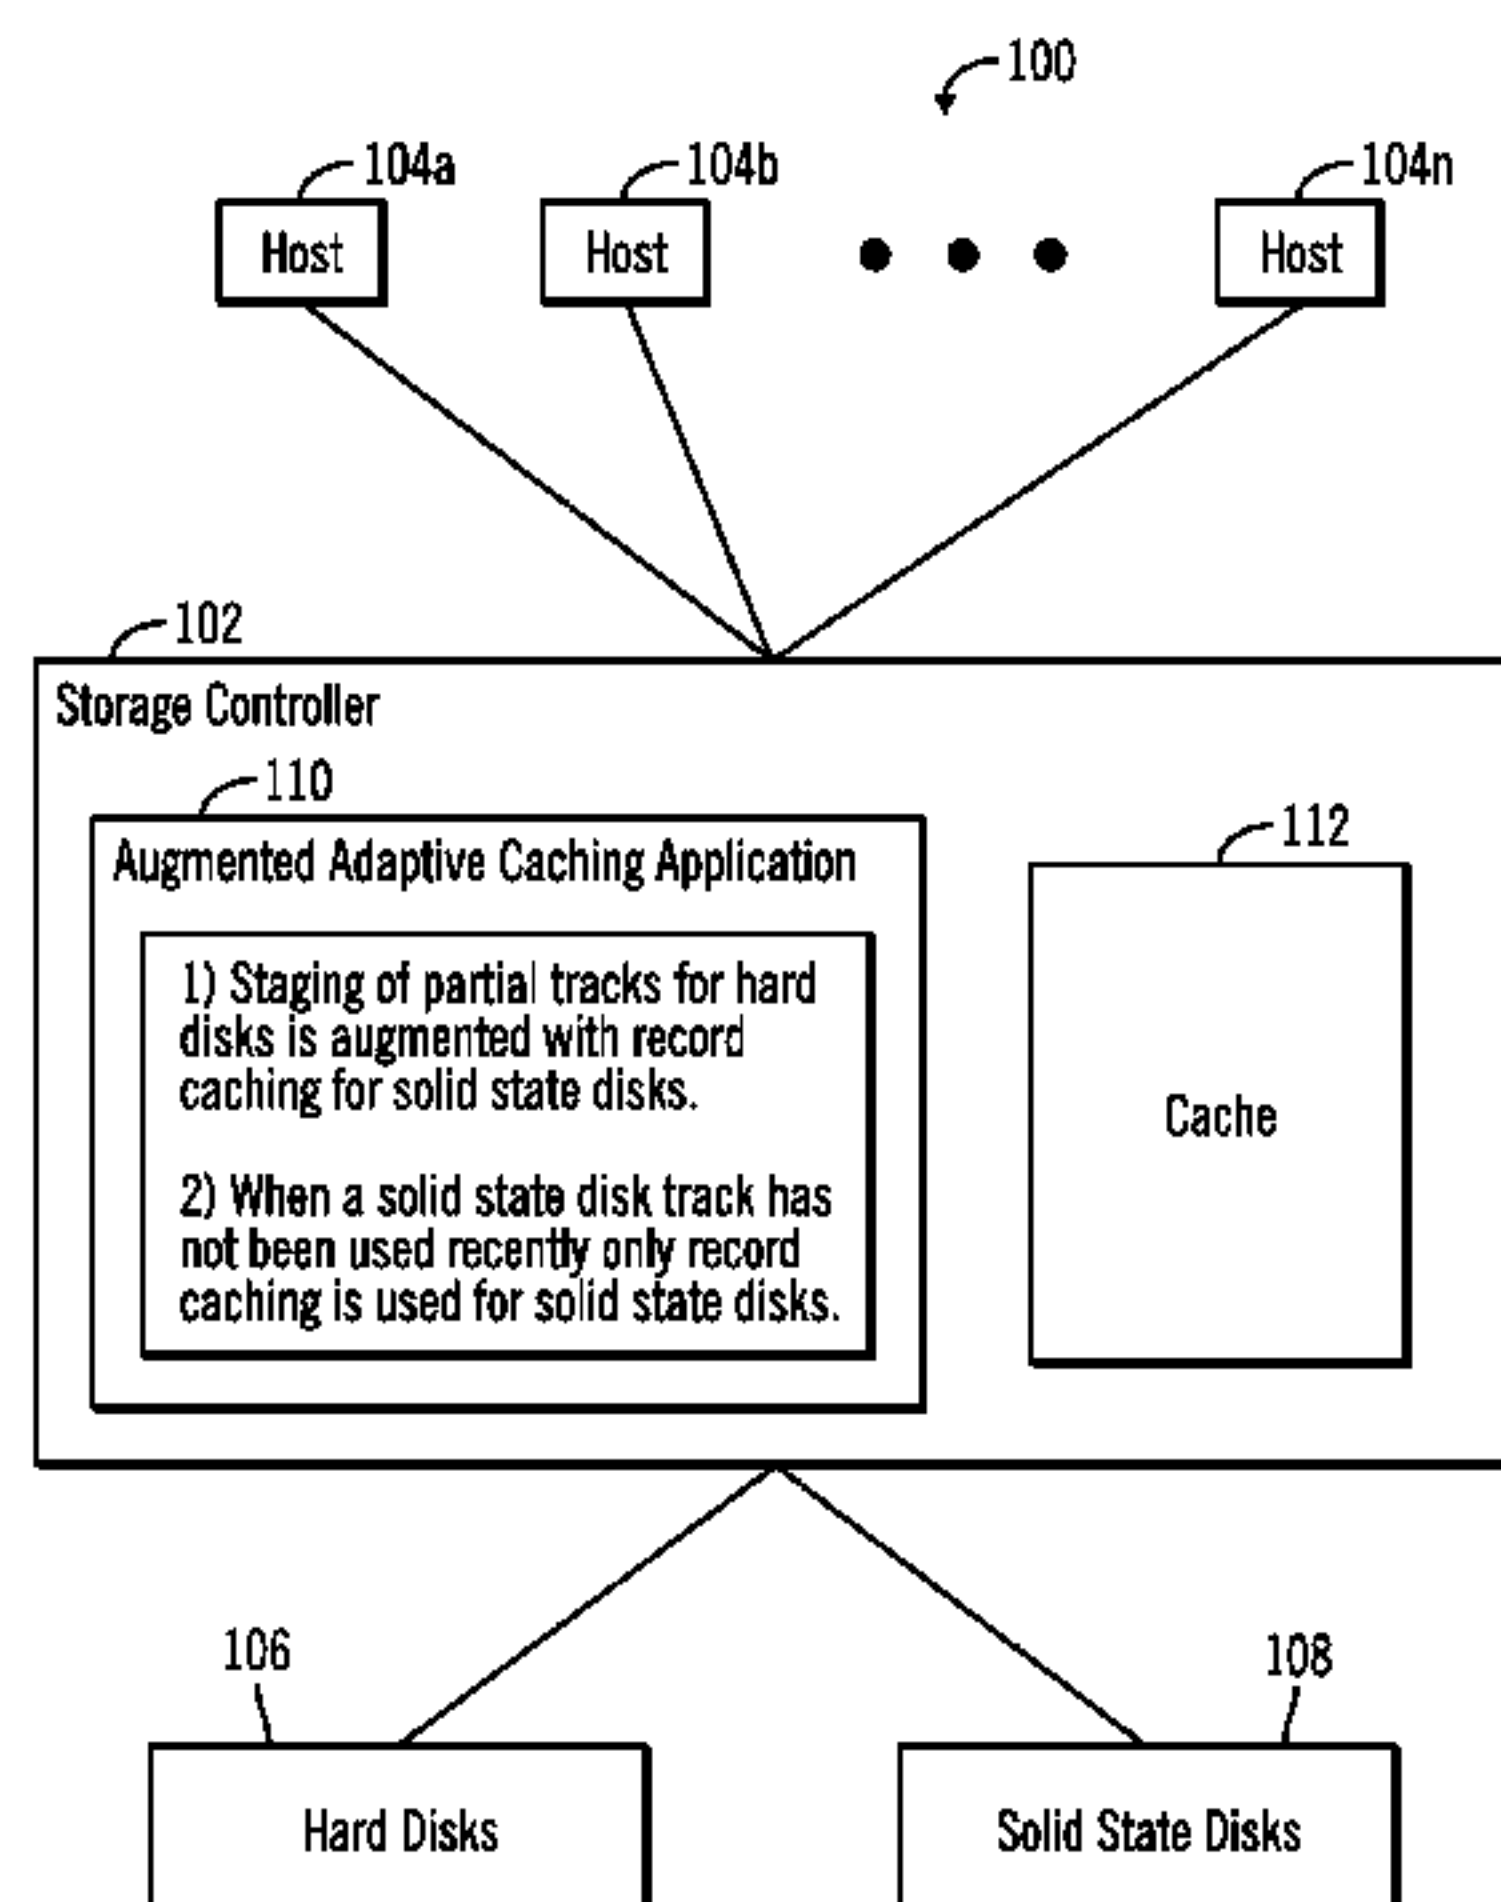 100
104a
104b
104n
Host
Host
Host
102
Storage Controller
110
Augmented Adaptive Caching Application
112
1) Staging of partial tracks for hard
disks is augmented with record
caching for solid state disks.
2) When a solid state disk track has
not been used recently only record
caching is used for solid state disks.
Cache
106
108
Hard Disks
Solid State Disks